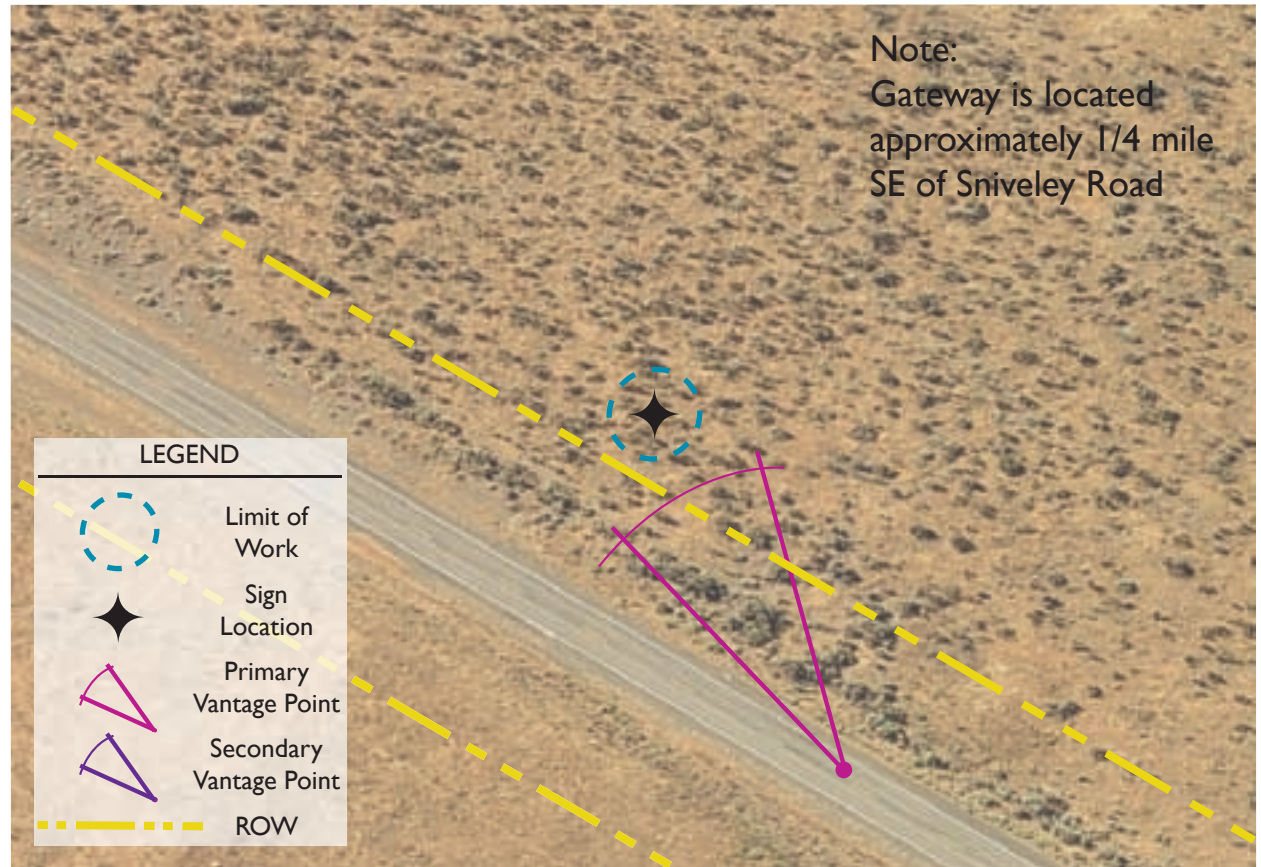 Note:
Gateway is located
approximately 1/4 mile
SE of Sniveley Road
LEGEND
Limit of
Work
Sign
Location
Primary
Vantage Point
Secondary
Vantage Point
ROW